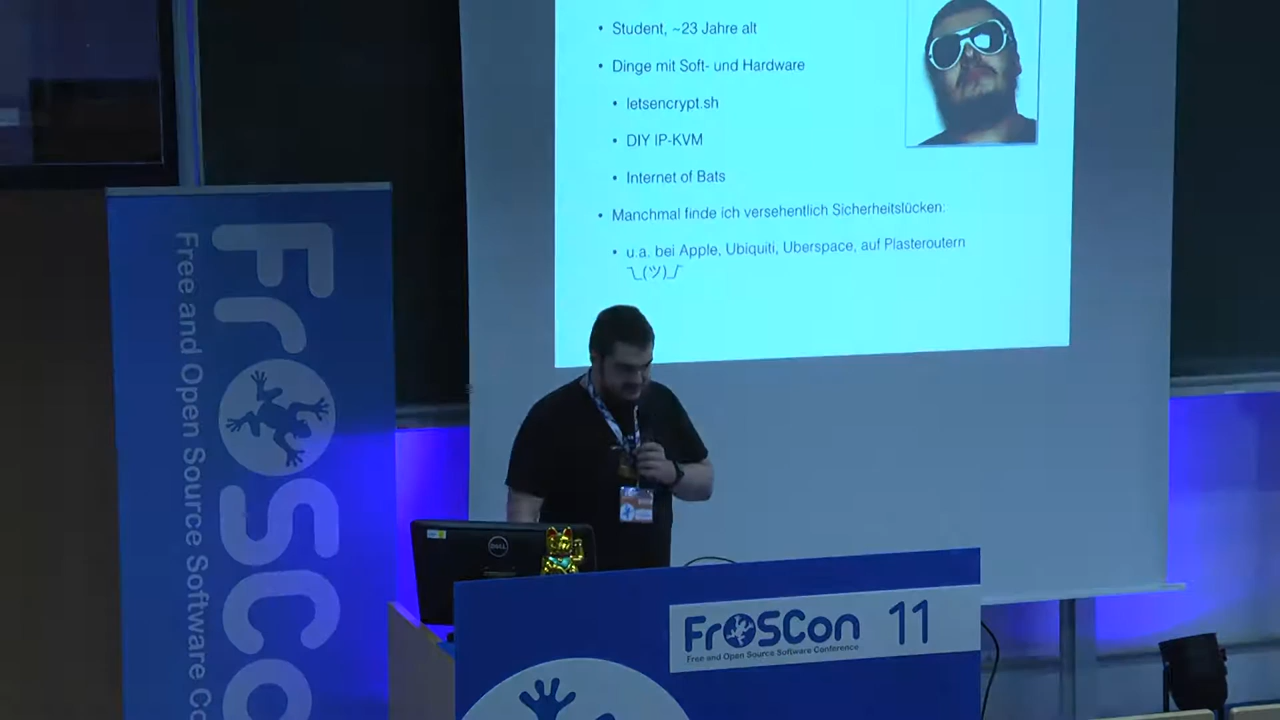 Student, ~23 Jahre alt
Dinge mit Soft- und Hardware
letsencrypt.sh
DIY IP-KVM
Internet of Bats
Manchmal finde ich versehentlich Sicherheitslücken:
u.a. bei Apple, Ubiquiti, Uberspace, auf Plasteroutern
¯\_(ツ)_/¯
FrOSCo
Free and Open Source Software Co
DELL
FrOSCon 11
Free and Open Source Software Conference